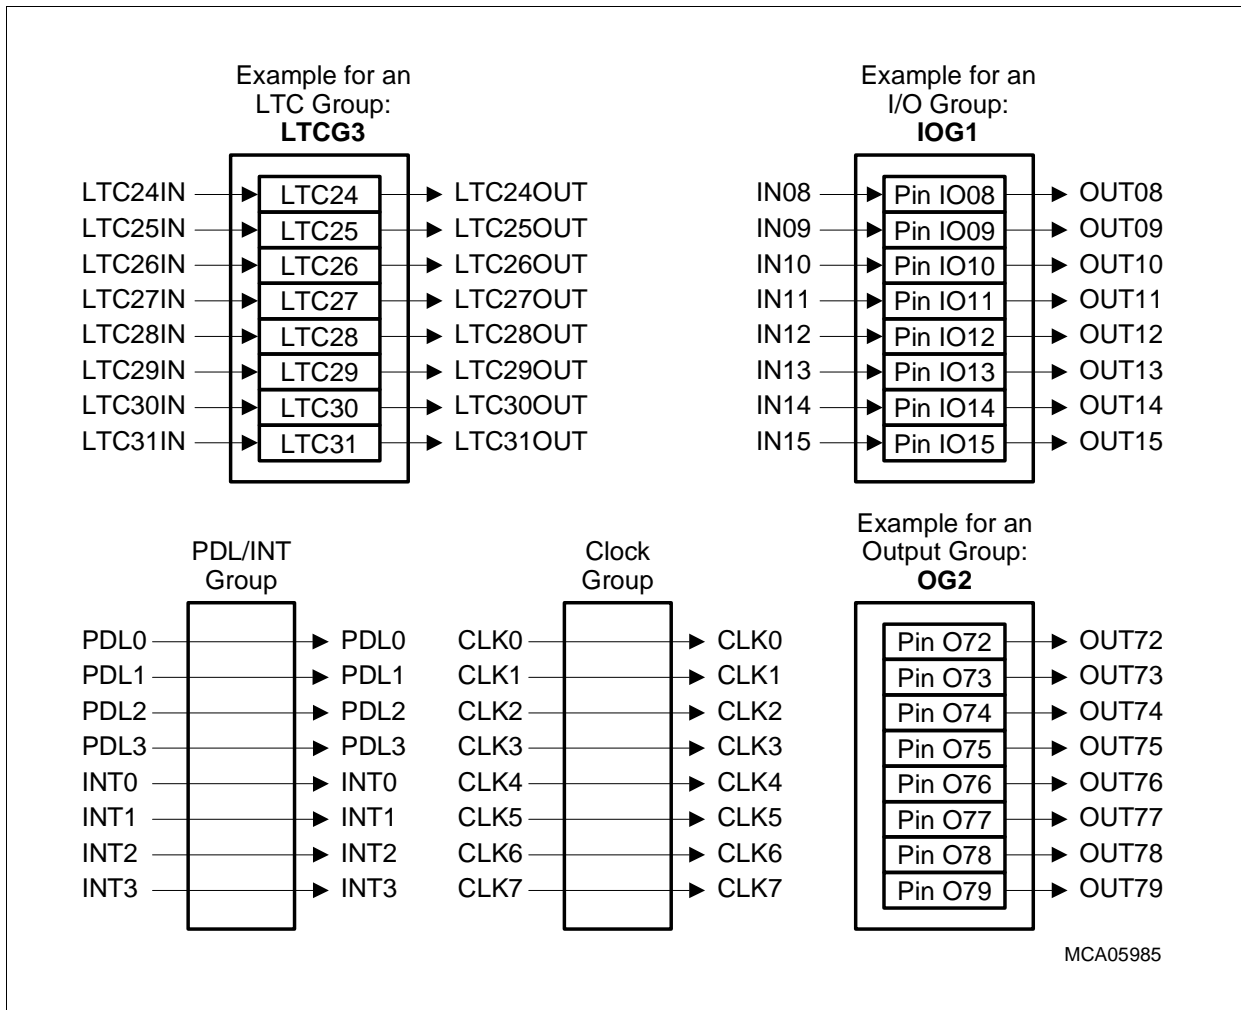 Example for an
LTC Group:
LTCG3
LTC24IN LTC24 LTC24OUT
LTC25IN LTC25 LTC25OUT
LTC26IN LTC26 LTC26OUT
LTC27IN LTC27 LTC27OUT
LTC28IN LTC28 LTC28OUT
LTC29IN LTC29 LTC29OUT
LTC30IN LTC30 LTC30OUT
LTC31IN LTC31 LTC31OUT
Example for an
I/O Group:
IOG1
IN08 Pin IO08 OUT08
IN09 Pin IO09 OUT09
IN10 Pin IO10 OUT10
IN11 Pin IO11 OUT11
IN12 Pin IO12 OUT12
IN13 Pin IO13 OUT13
IN14 Pin IO14 OUT14
IN15 Pin IO15 OUT15
PDL/INT
Group
PDL0 PDL0
PDL1 PDL1
PDL2 PDL2
PDL3 PDL3
INT0 INT0
INT1 INT1
INT2 INT2
INT3 INT3
Clock
Group
CLK0 CLK0
CLK1 CLK1
CLK2 CLK2
CLK3 CLK3
CLK4 CLK4
CLK5 CLK5
CLK6 CLK6
CLK7 CLK7
Example for an
Output Group:
OG2
Pin O72 OUT72
Pin O73 OUT73
Pin O74 OUT74
Pin O75 OUT75
Pin O76 OUT76
Pin O77 OUT77
Pin O78 OUT78
Pin O79 OUT79
MCA05985